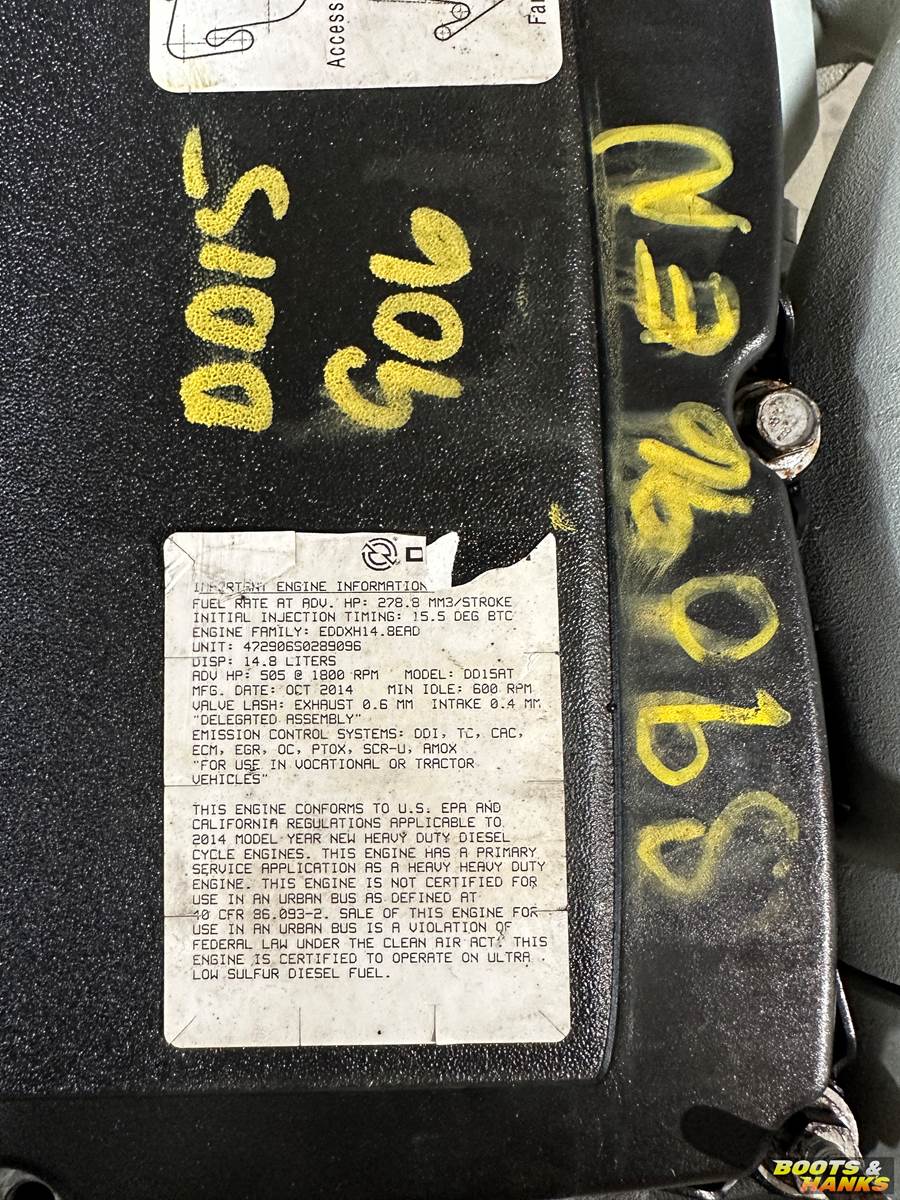 Access
Fan
DD15
906
IMPORTANT ENGINE INFORMATION
FUEL RATE AT ADV. HP: 278.8 MM3/STROKE
INITIAL INJECTION TIMING: 15.5 DEG BTC
ENGINE FAMILY: EDDXH14.8EAD
UNIT: 472906S0289096
DISP: 14.8 LITERS
ADV HP: 505 @ 1800 RPM MODEL: DD15AT
MFG. DATE: OCT 2014 MIN IDLE: 600 RPM
VALVE LASH: EXHAUST 0.6 MM INTAKE 0.4 MM
"DELEGATED ASSEMBLY"
EMISSION CONTROL SYSTEMS: DDI, TC, CAC,
ECM, EGR, OC, PTOX, SCR-U, AMOX
"FOR USE IN VOCATIONAL OR TRACTOR
VEHICLES"
THIS ENGINE CONFORMS TO U.S. EPA AND
CALIFORNIA REGULATIONS APPLICABLE TO
2014 MODEL YEAR NEW HEAVY DUTY DIESEL
CYCLE ENGINES. THIS ENGINE HAS A PRIMARY
SERVICE APPLICATION AS A HEAVY HEAVY DUTY
ENGINE. THIS ENGINE IS NOT CERTIFIED FOR
USE IN AN URBAN BUS AS DEFINED AT
40 CFR 86.093-2. SALE OF THIS ENGINE FOR
USE IN AN URBAN BUS IS A VIOLATION OF
FEDERAL LAW UNDER THE CLEAN AIR ACT. THIS
ENGINE IS CERTIFIED TO OPERATE ON ULTRA
LOW SULFUR DIESEL FUEL.
BOOTS &
HANKS